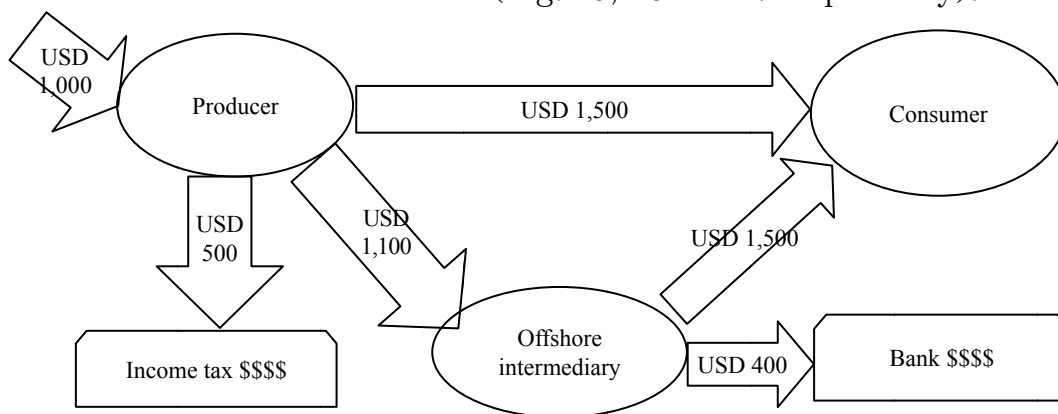 USD
1,000
Producer
USD 1,500
Consumer
USD
500
USD
1,100
USD 1,500
Income tax $$$$
Offshore
intermediary
USD 400
Bank $$$$